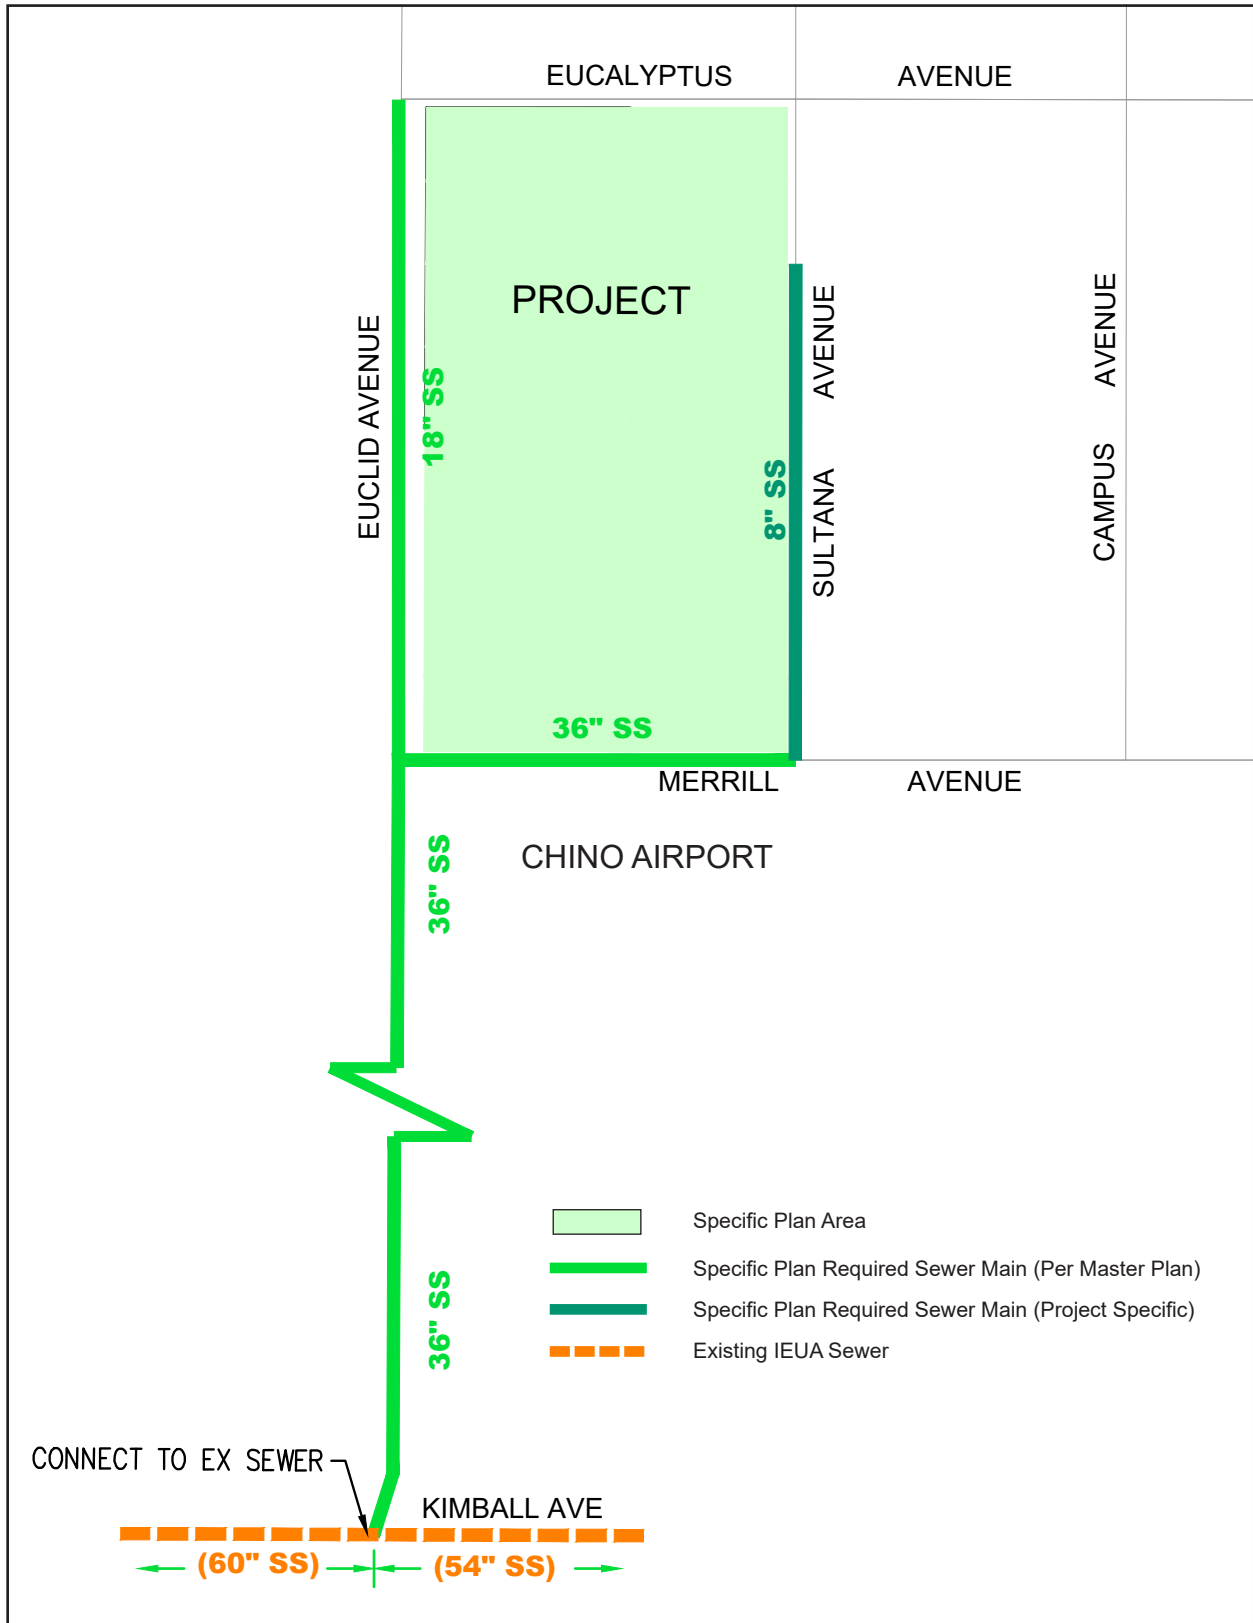 EUCALYPTUS AVENUE
PROJECT
EUCLID AVENUE
18" SS
8" SS
SULTANA AVENUE
CAMPUS AVENUE
36" SS
MERRILL AVENUE
36" SS
CHINO AIRPORT
Specific Plan Area
Specific Plan Required Sewer Main (Per Master Plan)
Specific Plan Required Sewer Main (Project Specific)
Existing IEUA Sewer
36" SS
CONNECT TO EX SEWER
KIMBALL AVE
(60" SS)
(54" SS)